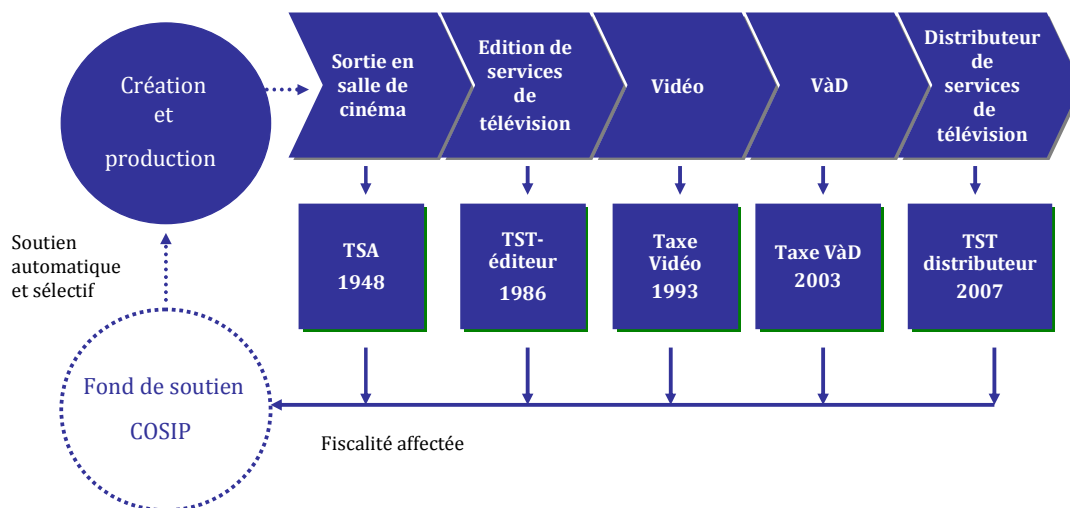 Création
et
production
Sortie en
salle de
cinéma
Edition de
services
de
télévision
Vidéo
VàD
Distributeur
de
services
de
télévision
TSA
1948
TST-
éditeur
1986
Taxe
Vidéo
1993
Taxe VàD
2003
TST
distributeur
2007
Soutien
automatique
et sélectif
Fond de soutien
COSIP
Fiscalité affectée